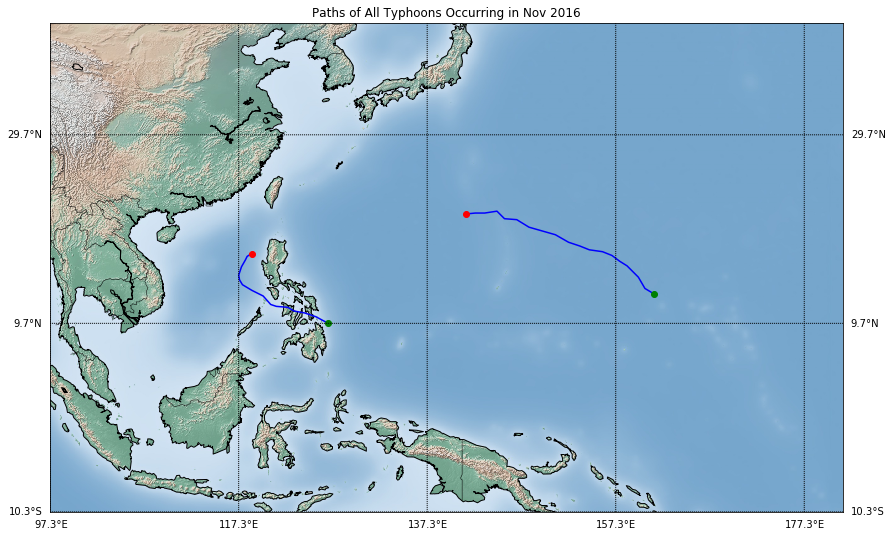 Paths of All Typhoons Occurring in Nov 2016
29.7°N 29.7°N
9.7°N 9.7°N
10.3°S 10.3°S
97.3°E 117.3°E 137.3°E 157.3°E 177.3°E